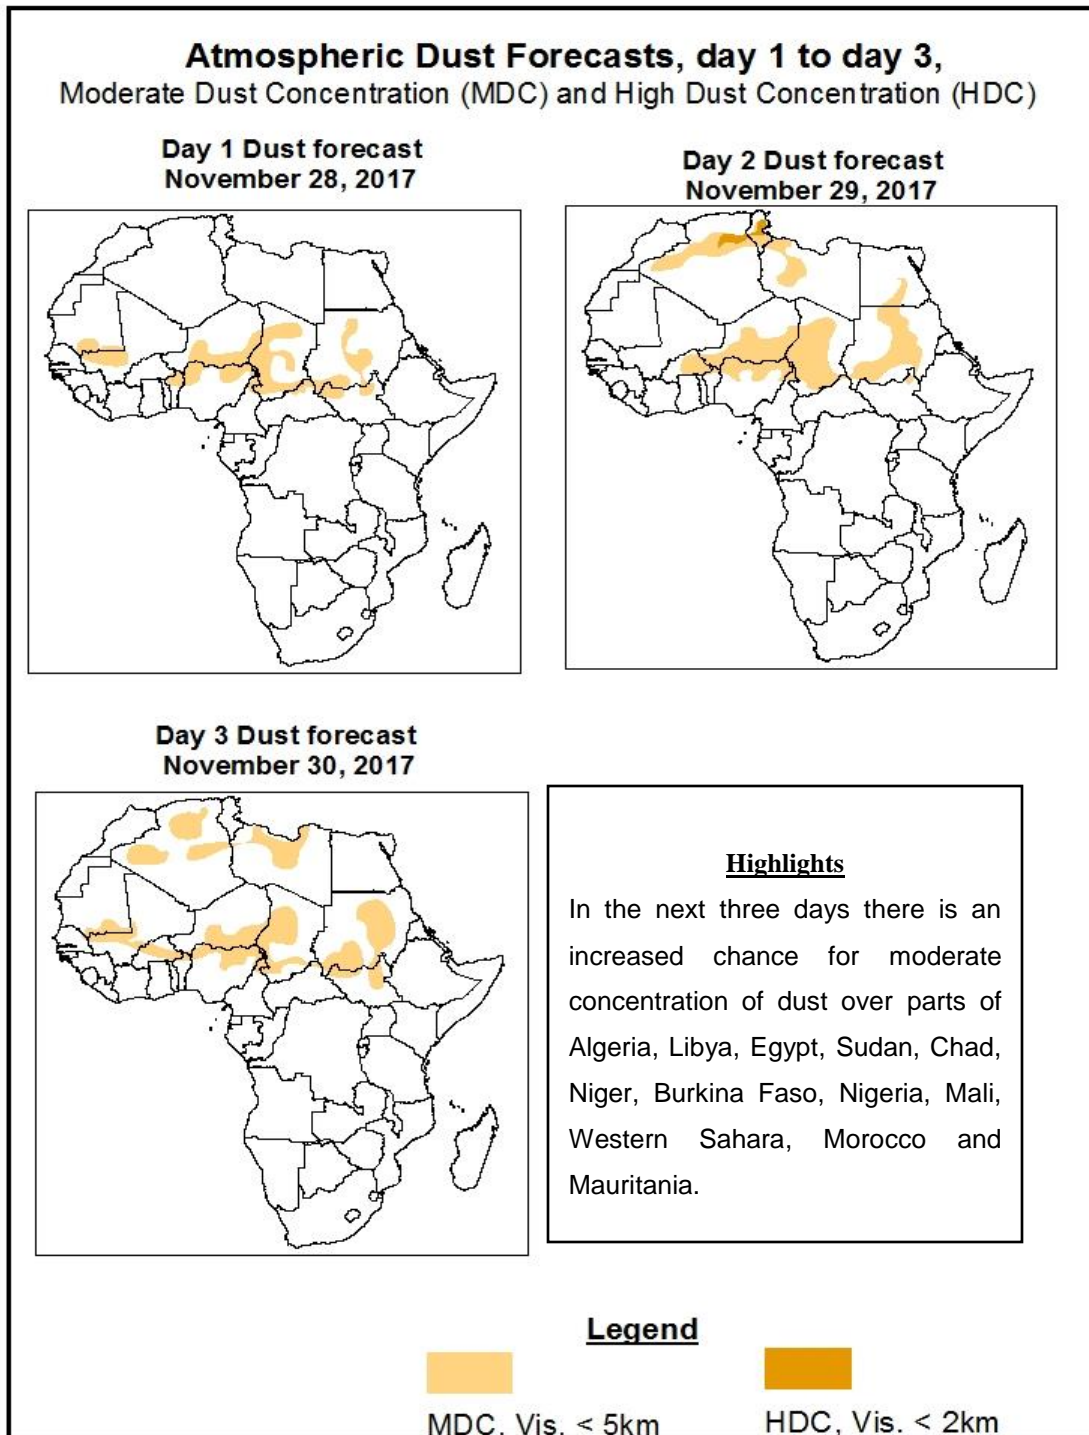 Atmospheric Dust Forecasts, day 1 to day 3,
Moderate Dust Concentration (MDC) and High Dust Concentration (HDC)
Day 1 Dust forecast
November 28, 2017
Day 2 Dust forecast
November 29, 2017
Day 3 Dust forecast
November 30, 2017
Highlights
In the next three days there is an
increased chance for moderate
concentration of dust over parts of
Algeria, Libya, Egypt, Sudan, Chad,
Niger, Burkina Faso, Nigeria, Mali,
Western Sahara, Morocco and
Mauritania.
Legend
MDC, Vis. < 5km
HDC, Vis. < 2km